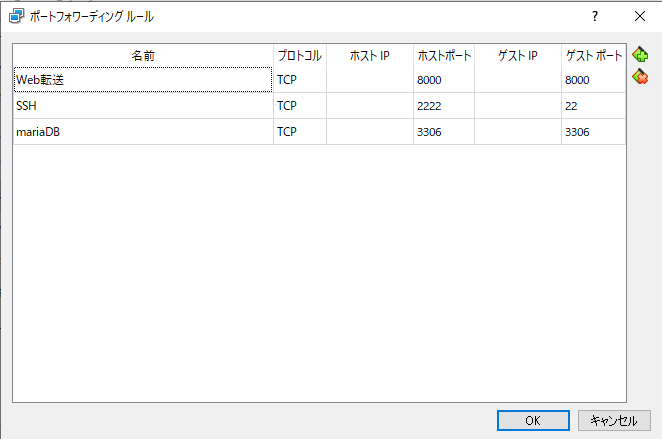 ポートフォワーディング ルール
名前 プロトコル ホスト IP ホストポート ゲスト IP ゲスト ポート
Web転送 TCP 8000 8000
SSH TCP 2222 22
mariaDB TCP 3306 3306
OK キャンセル